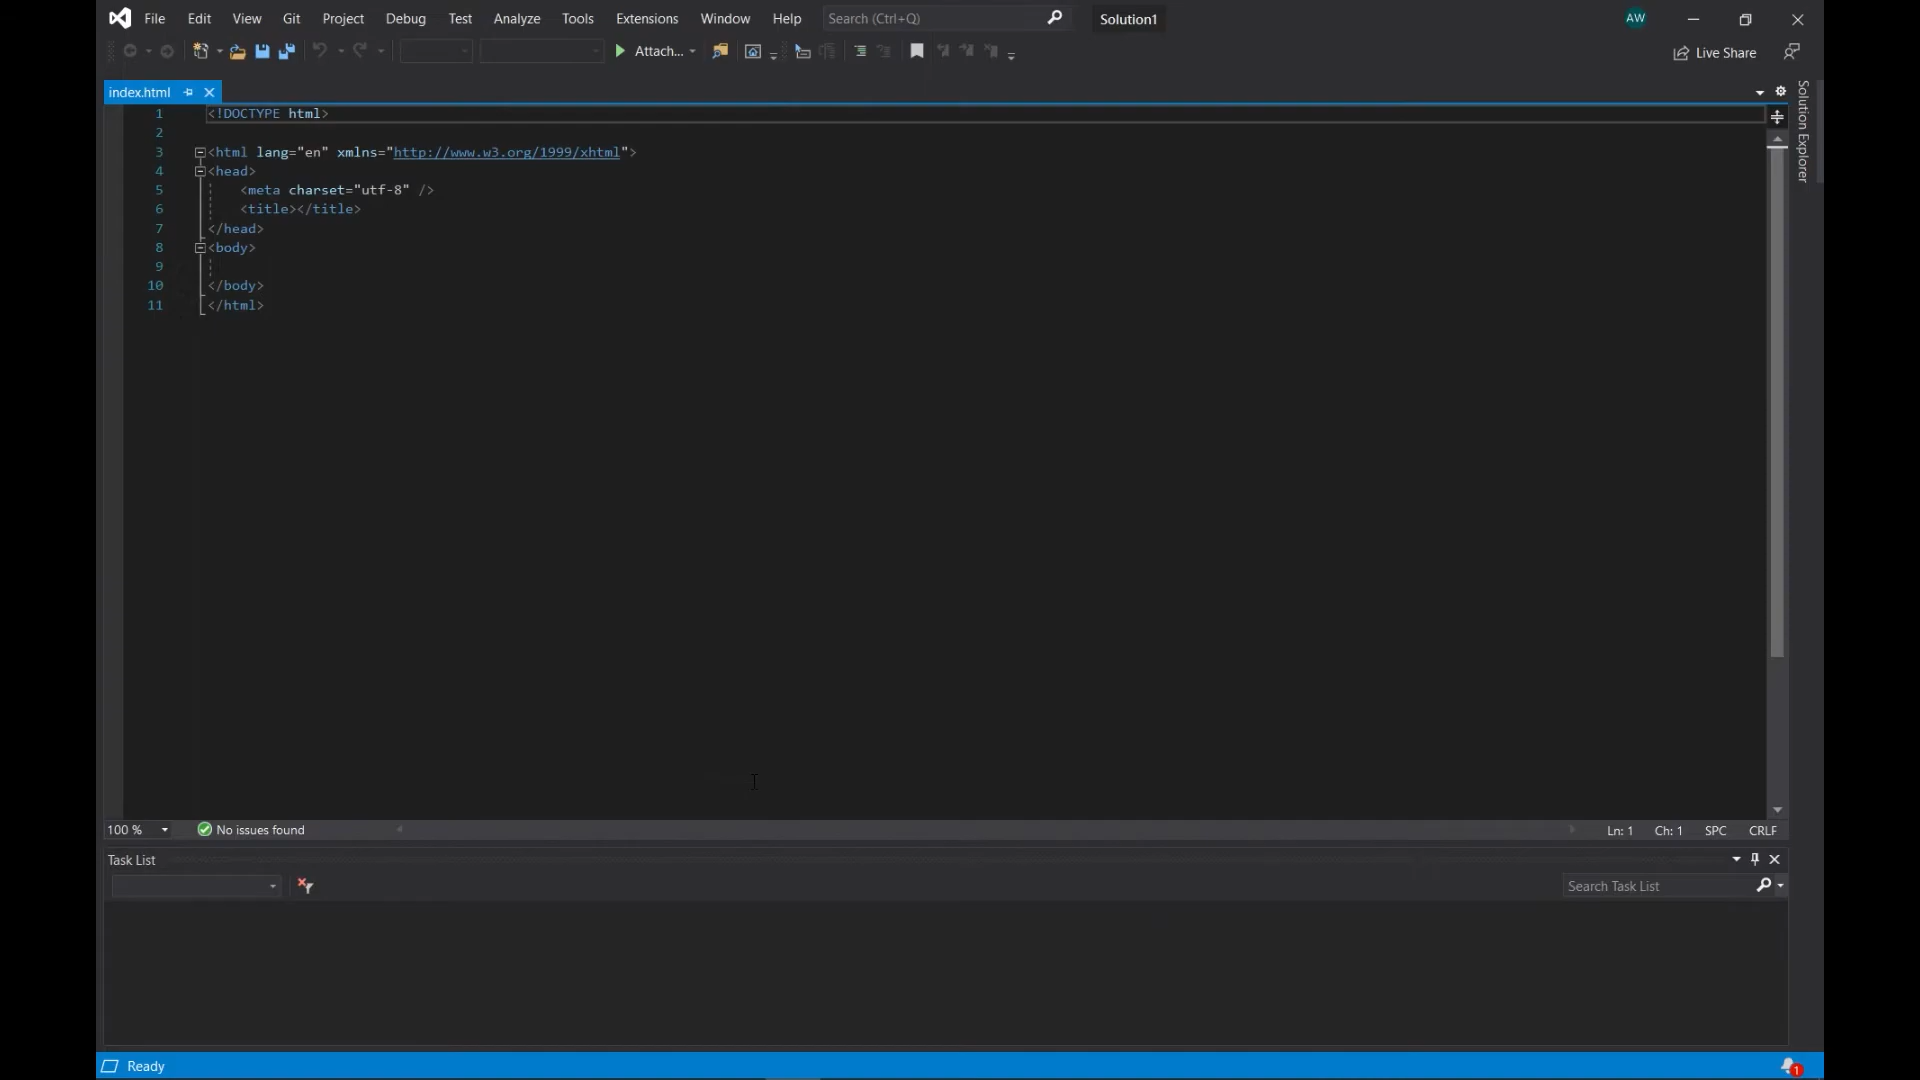 File Edit View Git Project Debug Test Analyze Tools Extensions Window Help Search (Ctrl+Q) Solution1 AW
Attach... Live Share
index.html
Solution Explorer
1 <!DOCTYPE html>
2
3 <html lang="en" xmlns="http://www.w3.org/1999/xhtml">
4 <head>
5 <meta charset="utf-8" />
6 <title></title>
7 </head>
8 <body>
9
10 </body>
11 </html>
100 % No issues found Ln: 1 Ch: 1 SPC CRLF
Task List
Search Task List
Ready 1